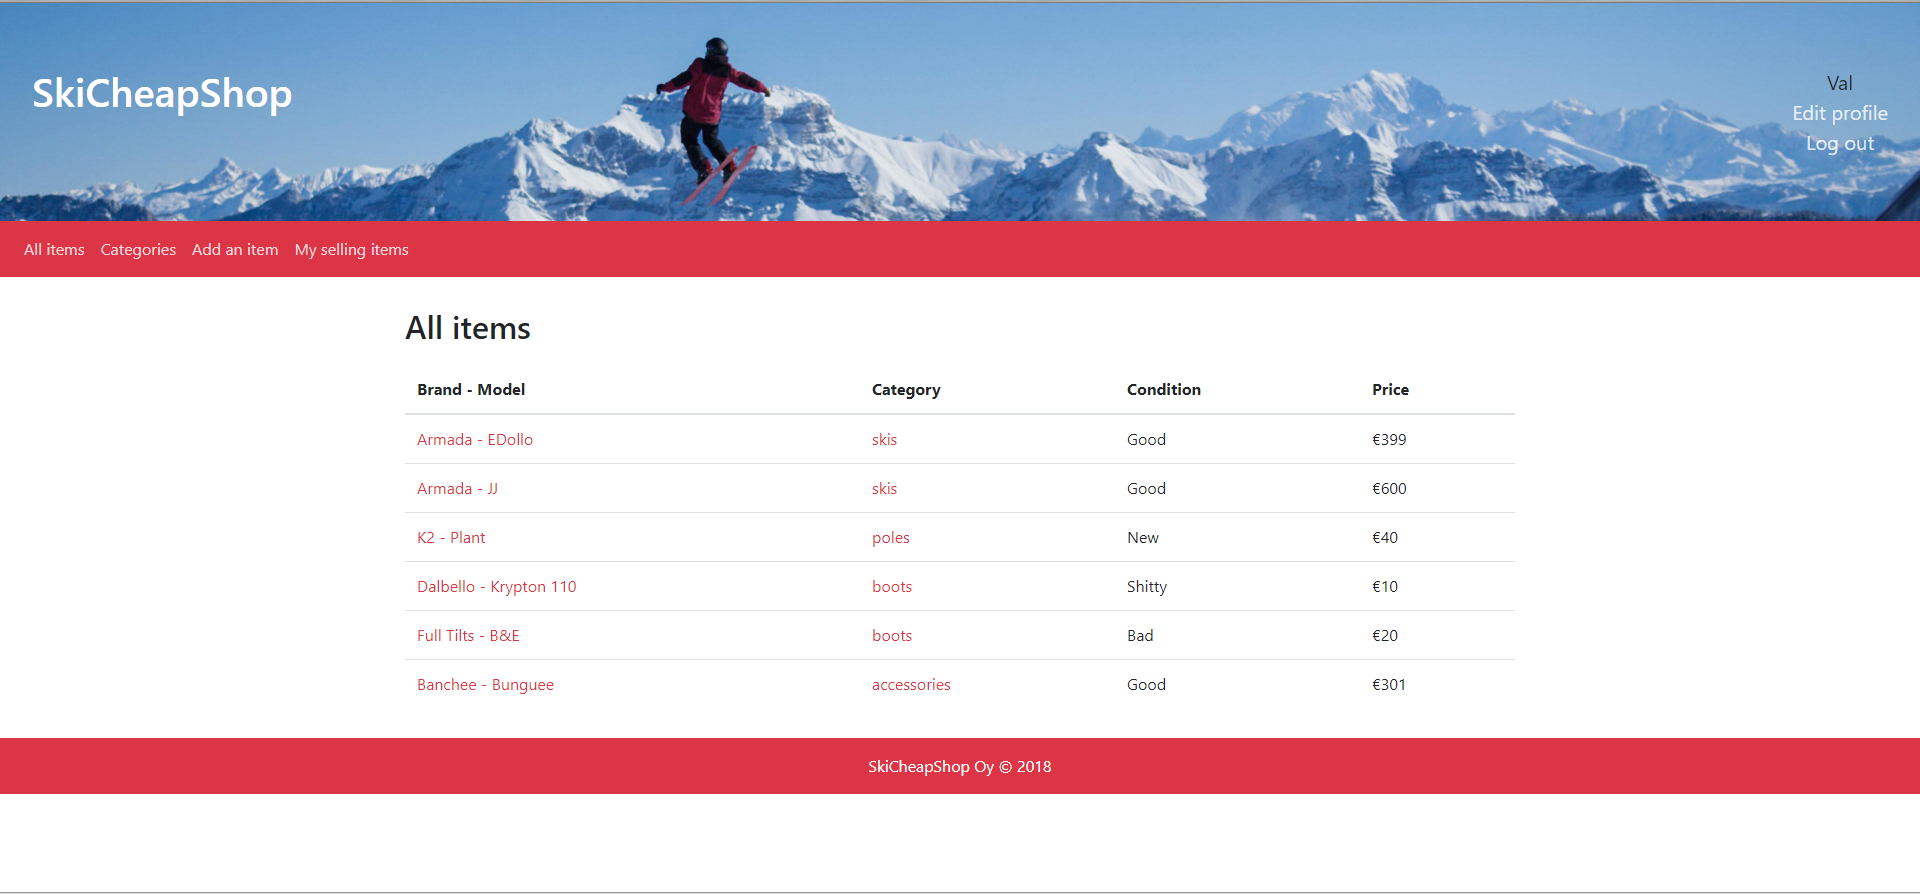 SkiCheapShop
Val
Edit profile
Log out
All items Categories Add an item My selling items
All items
Brand - Model Category Condition Price
Armada - EDollo skis Good €399
Armada - JJ skis Good €600
K2 - Plant poles New €40
Dalbello - Krypton 110 boots Shitty €10
Full Tilts - B&E boots Bad €20
Banchee - Bunguee accessories Good €301
SkiCheapShop Oy © 2018